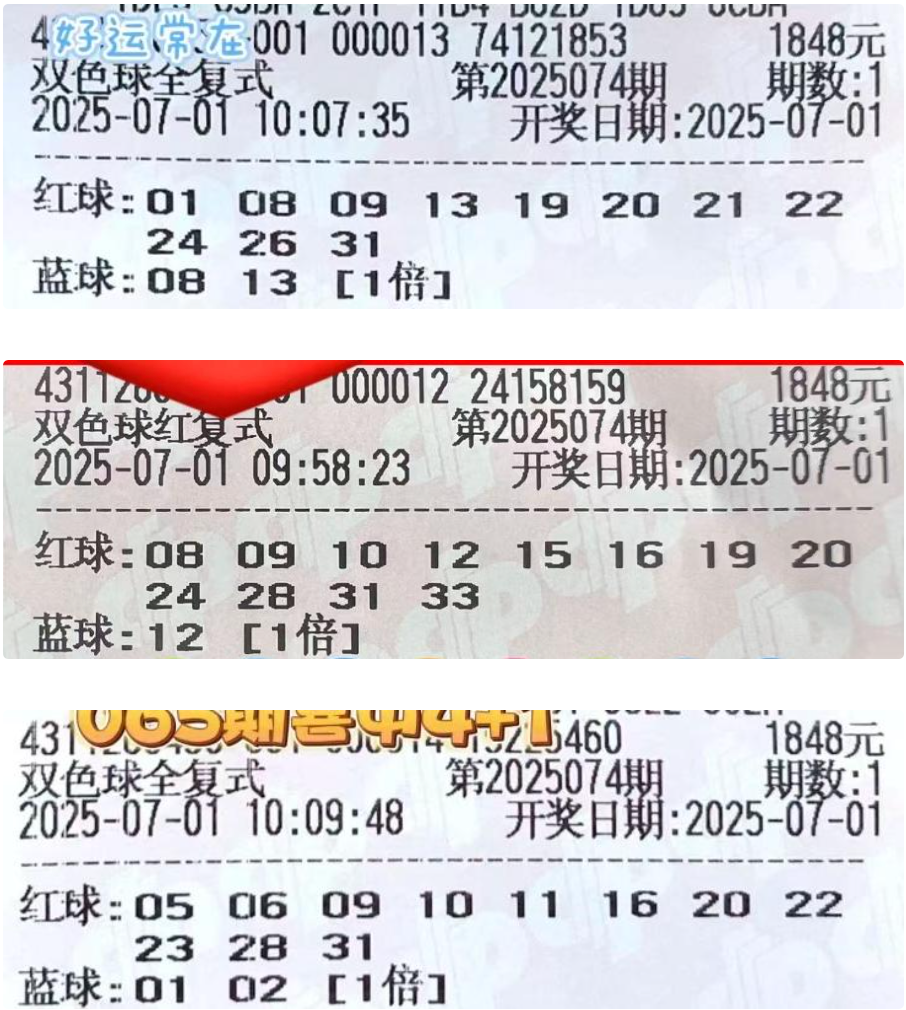 好运常在
001 000013 74121853 1848元
双色球全复式 第2025074期 期数:1
2025-07-01 10:07:35 开奖日期:2025-07-01
红球: 01 08 09 13 19 20 21 22
24 26 31
蓝球: 08 13 [1倍]
000012 24158159 1848元
双色球红复式 第2025074期 期数:1
2025-07-01 09:58:23 开奖日期:2025-07-01
红球: 08 09 10 12 15 16 19 20
24 28 31 33
蓝球: 12 [1倍]
065期喜中4+1
5460 1848元
双色球全复式 第2025074期 期数:1
2025-07-01 10:09:48 开奖日期:2025-07-01
红球: 05 06 09 10 11 16 20 22
23 28 31
蓝球: 01 02 [1倍]